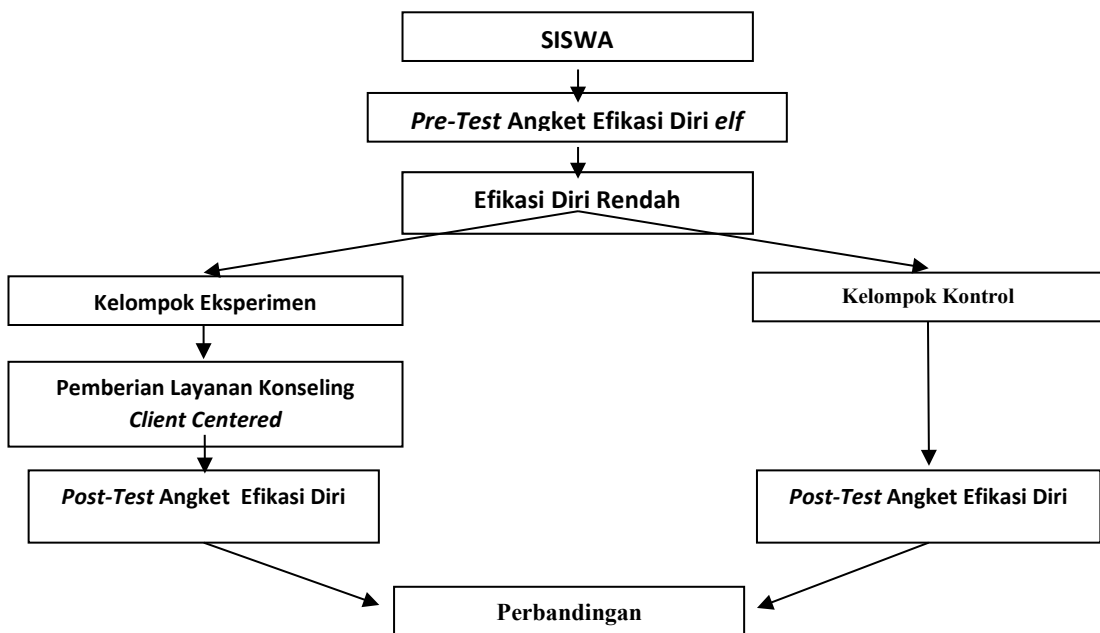 SISWA
Pre-Test Angket Efikasi Diri elf
Efikasi Diri Rendah
Kelompok Eksperimen
Kelompok Kontrol
Pemberian Layanan Konseling
Client Centered
Post-Test Angket Efikasi Diri
Post-Test Angket Efikasi Diri
Perbandingan